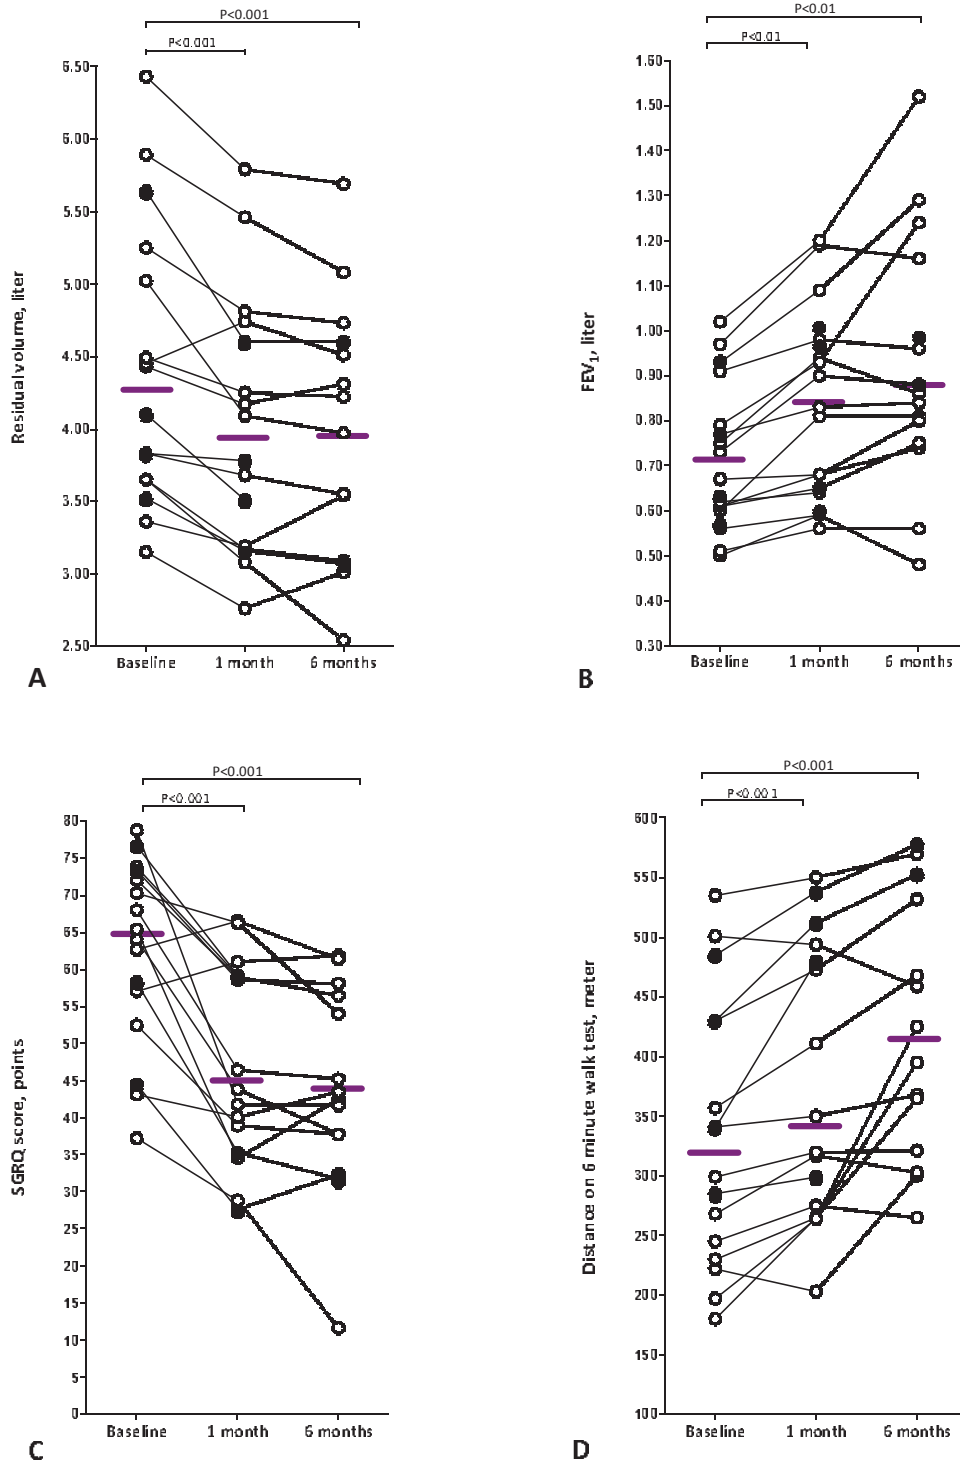 P<0.001
P<0.001
6.50
6.00
5.50
5.00
4.50
4.00
3.50
3.00
2.50
Residual volume, liter
Baseline 1 month 6 months
A
P<0.01
P<0.01
1.60
1.50
1.40
1.30
1.20
1.10
1.00
0.90
0.80
0.70
0.60
0.50
0.40
0.30
FEV1, liter
Baseline 1 month 6 months
B
P<0.001
P<0.001
80
75
70
65
60
55
50
45
40
35
30
25
20
15
10
5
0
SGRQ score, points
Baseline 1 month 6 months
C
P<0.001
P<0.001
600
550
500
450
400
350
300
250
200
150
100
Distance on 6 minute walk test, meter
Baseline 1 month 6 months
D